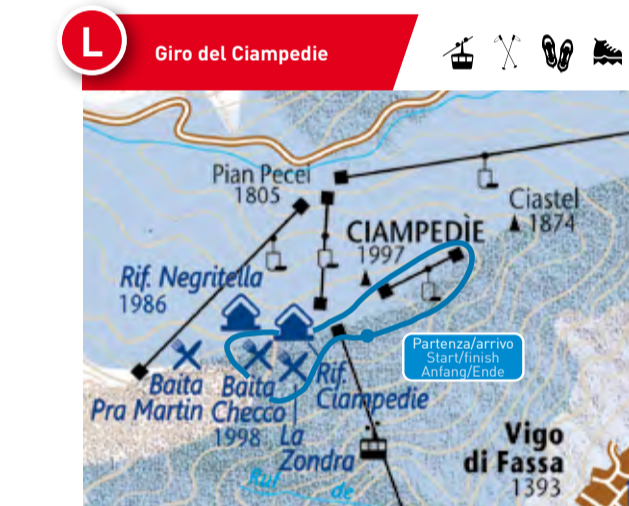 L
Giro del Ciampedie
Pian Pecei
1805
Ciastel
1874
CIAMPEDÌE
1997
Rif. Negritella
1986
Partenza/arrivo
Start/finish
Anfang/Ende
Baita
Pra Martin
Baita
Checco
1998
Rif.
Ciampedie
La
Zondra
Vigo
di Fassa
1393
Ruf de